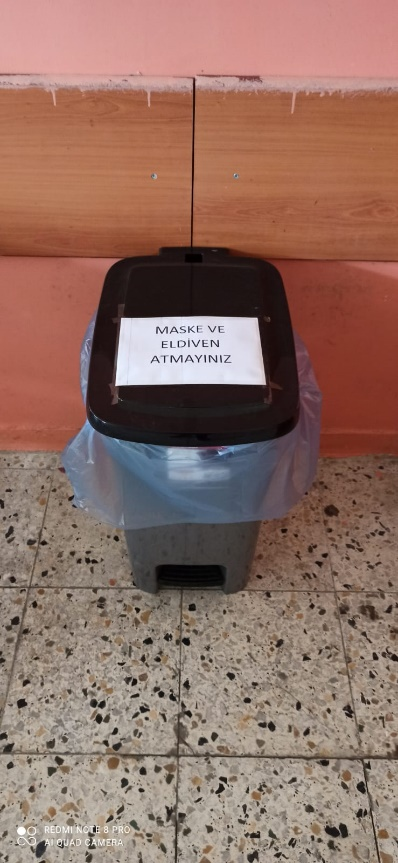 MASKE VE
ELDİVEN
ATMAYINIZ
REDMI NOTE 8 PRO
AI QUAD CAMERA